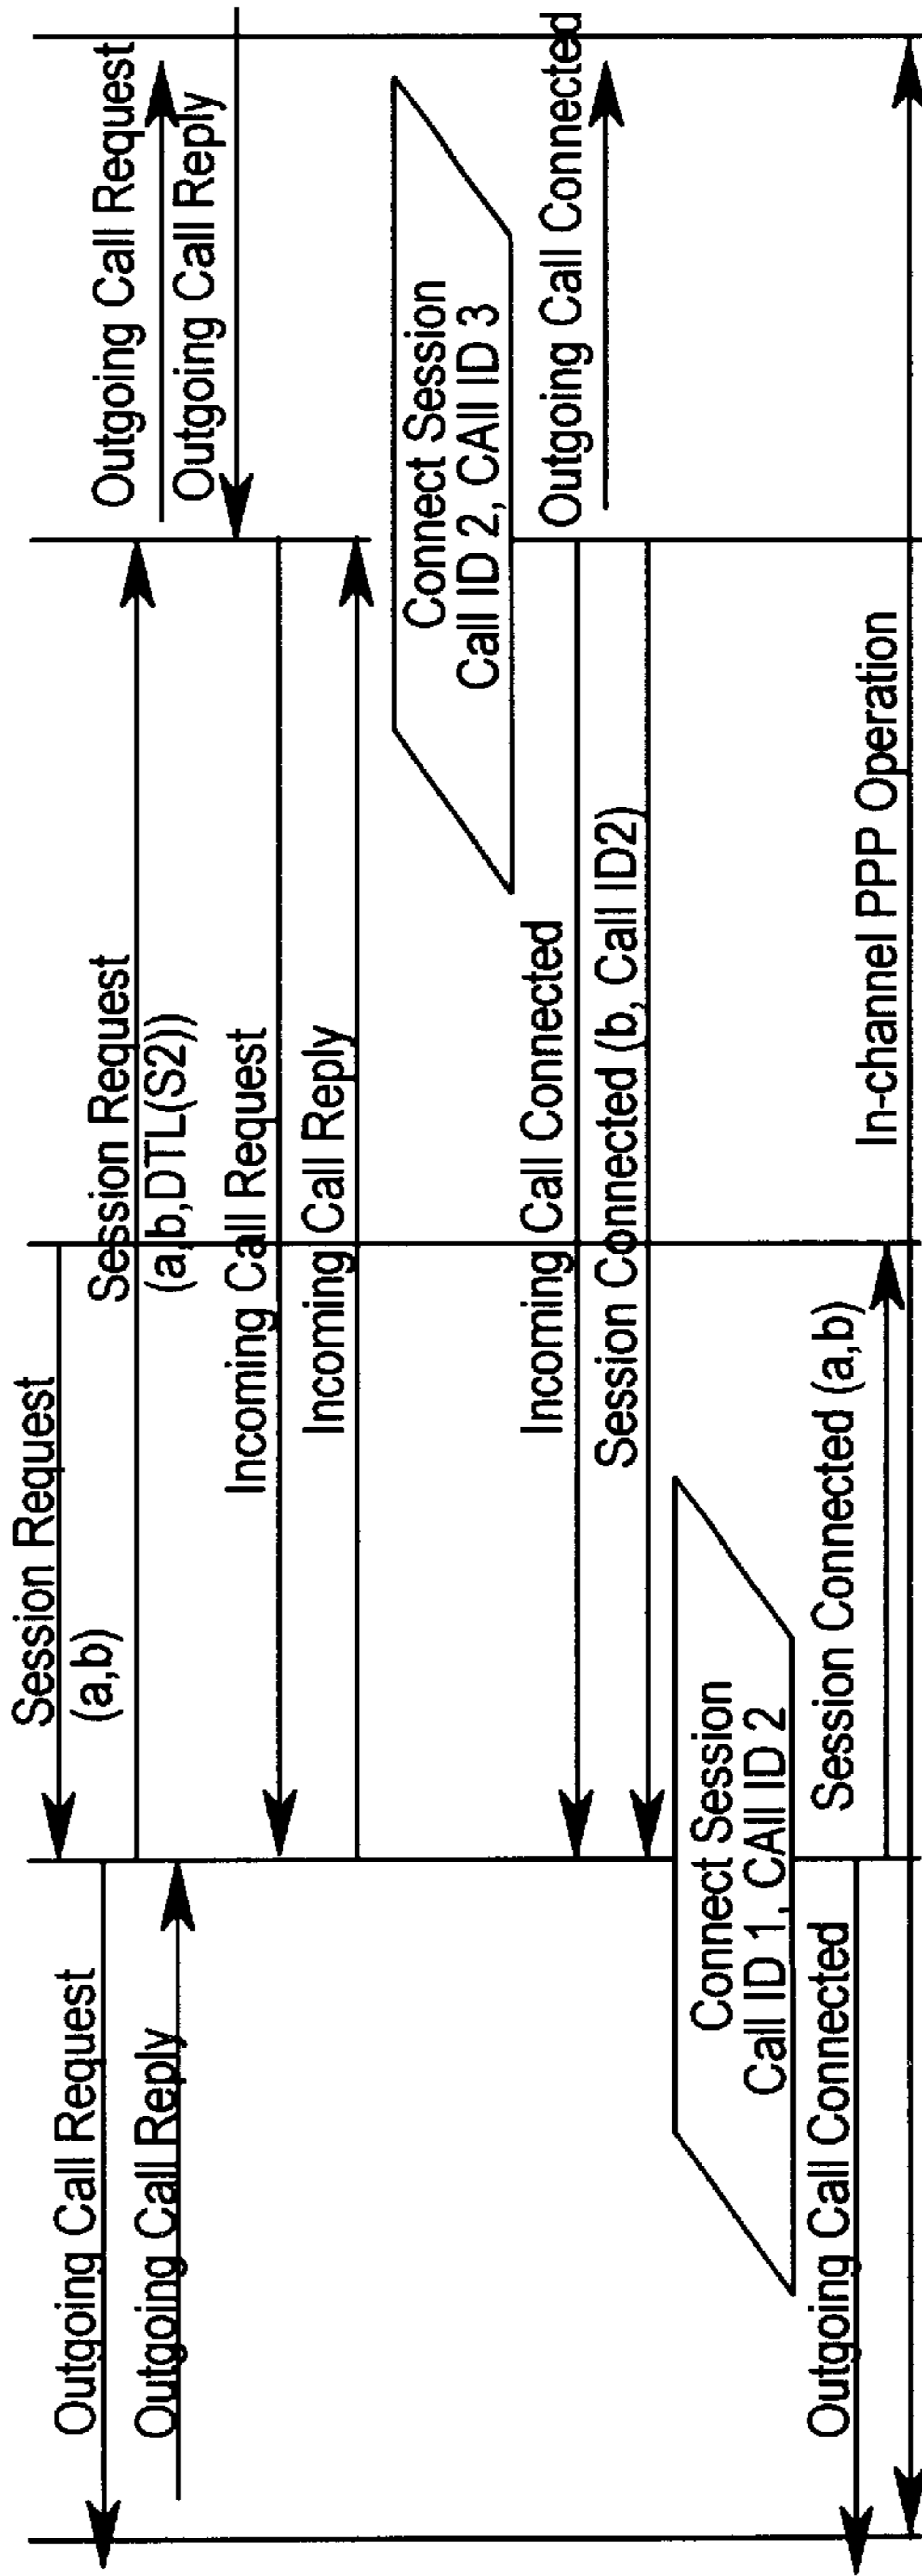 Session Request
(a,b)
Outgoing Call Request
Outgoing Call Reply
Session Request
(a,b,DTL(S2))
Outgoing Call Request
Outgoing Call Reply
Incoming Call Request
Incoming Call Reply
Connect Session
Call ID 2, CAll ID 3
Incoming Call Connected
Outgoing Call Connected
Session Connected (b, Call ID2)
Connect Session
Call ID 1, CAll ID 2
Outgoing Call Connected
Session Connected (a,b)
In-channel PPP Operation